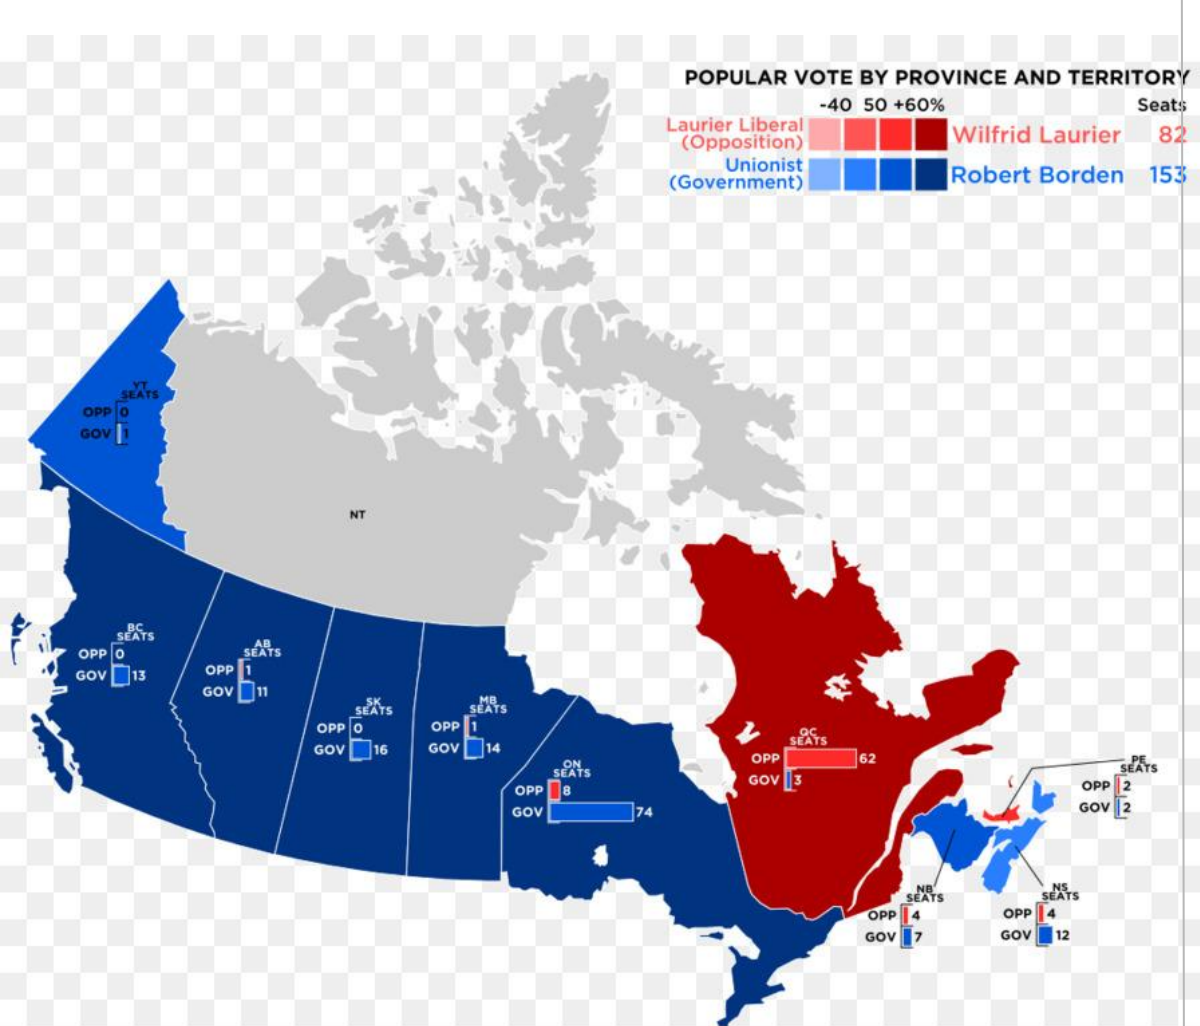 POPULAR VOTE BY PROVINCE AND TERRITORY
-40 50 +60% Seats
Laurier Liberal
(Opposition) Wilfrid Laurier 82
Unionist
(Government) Robert Borden 153
YT
SEATS
OPP 0
GOV 1
NT
BC
SEATS
OPP 0
GOV 13
AB
SEATS
OPP 1
GOV 11
SK
SEATS
OPP 0
GOV 16
MB
SEATS
OPP 1
GOV 14
ON
SEATS
OPP 8
GOV 74
QC
SEATS
OPP 62
GOV 3
PE
SEATS
OPP 2
GOV 2
NB
SEATS
OPP 4
GOV 7
NS
SEATS
OPP 4
GOV 12